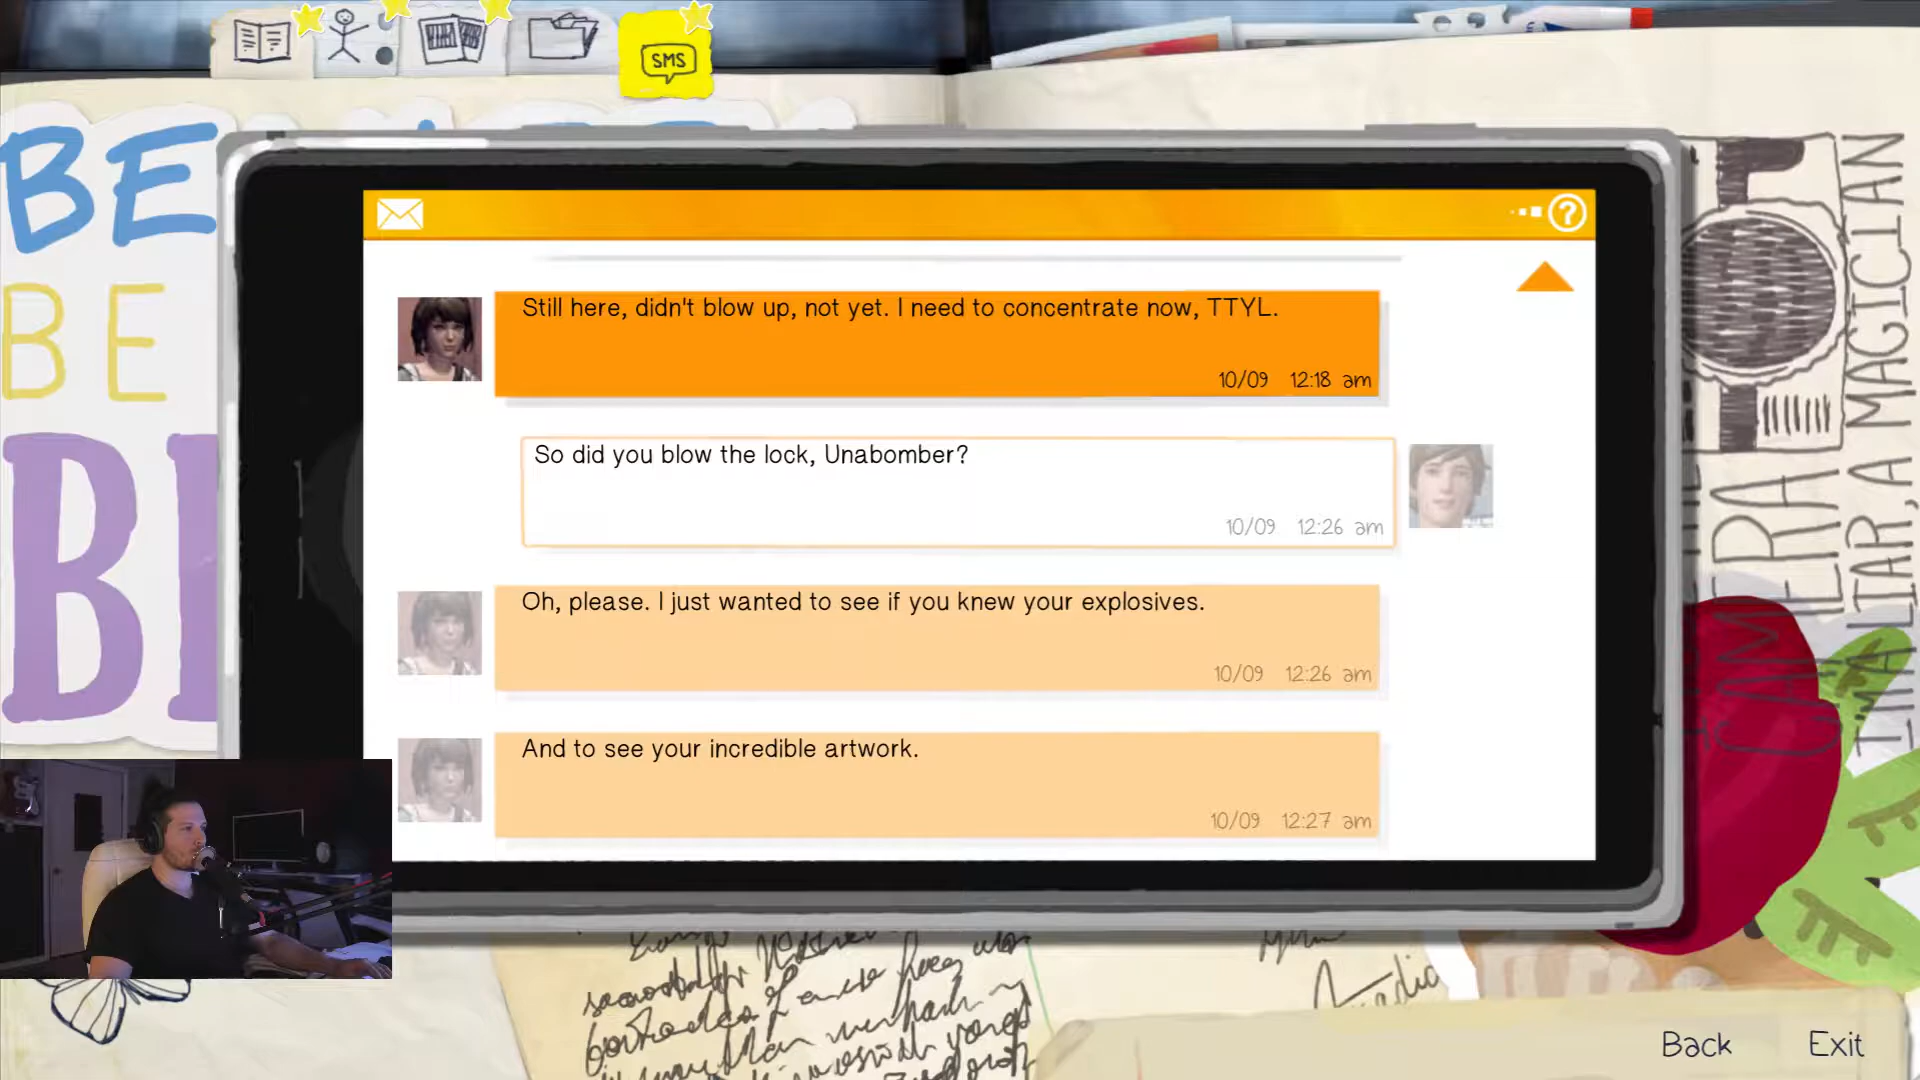 SMS
BE
BE
Still here, didn't blow up, not yet. I need to concentrate now, TTYL.
10/09 12:18 am
So did you blow the lock, Unabomber?
10/09 12:26 am
Oh, please. I just wanted to see if you knew your explosives.
10/09 12:26 am
And to see your incredible artwork.
10/09 12:27 am
LIAR, A MAGICIAN
Back
Exit